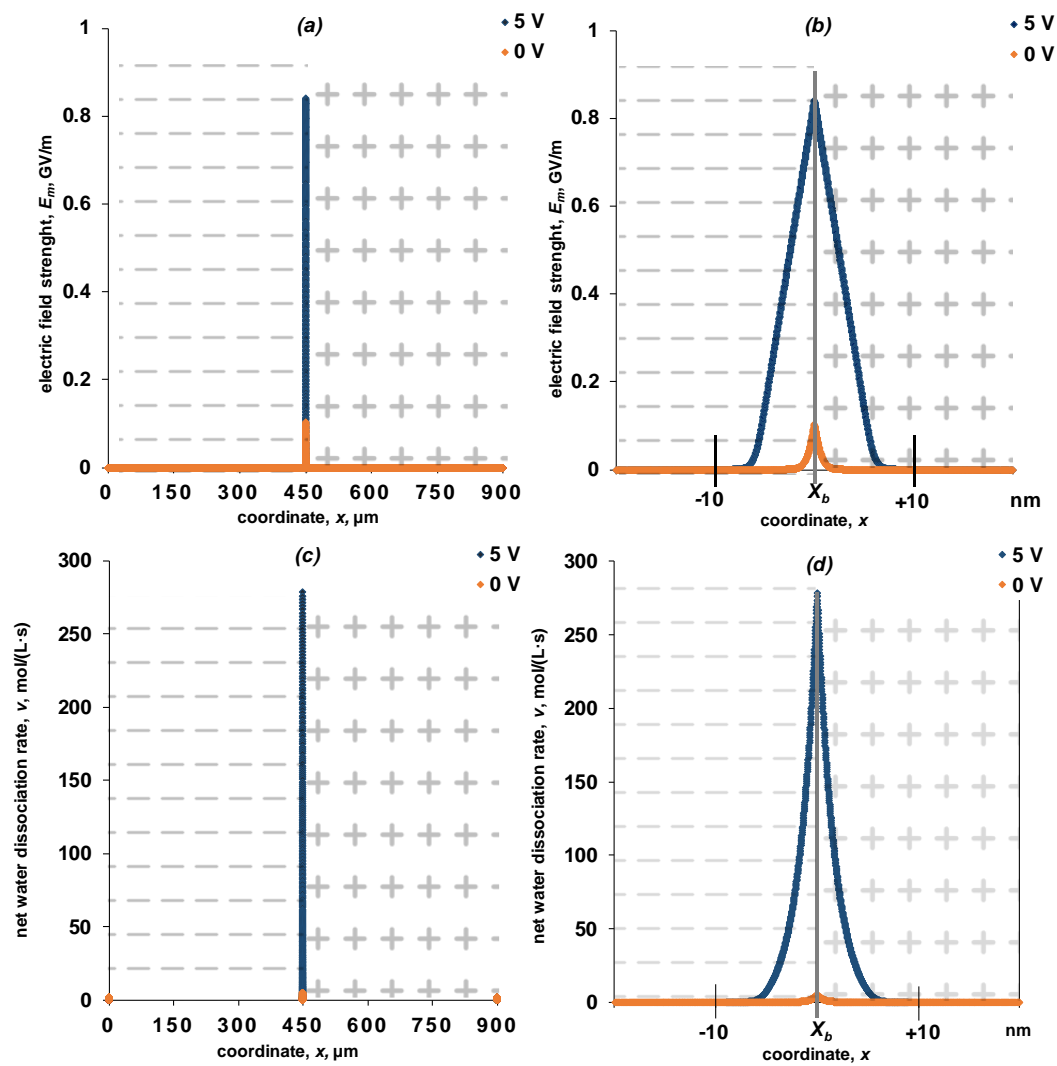 (a)
5 V
0 V
electric field strenght, Em, GV/m
1
0.8
0.6
0.4
0.2
0
0 150 300 450 600 750 900
coordinate, x, µm
(b)
5 V
0 V
electric field strenght, Em, GV/m
1
0.8
0.6
0.4
0.2
0
-10 Xb +10 nm
coordinate, x
(c)
5 V
0 V
net water dissociation rate, v, mol/(L·s)
300
250
200
150
100
50
0
0 150 300 450 600 750 900
coordinate, x, µm
(d)
5 V
0 V
net water dissociation rate, v, mol/(L·s)
300
250
200
150
100
50
0
-10 Xb +10 nm
coordinate, x